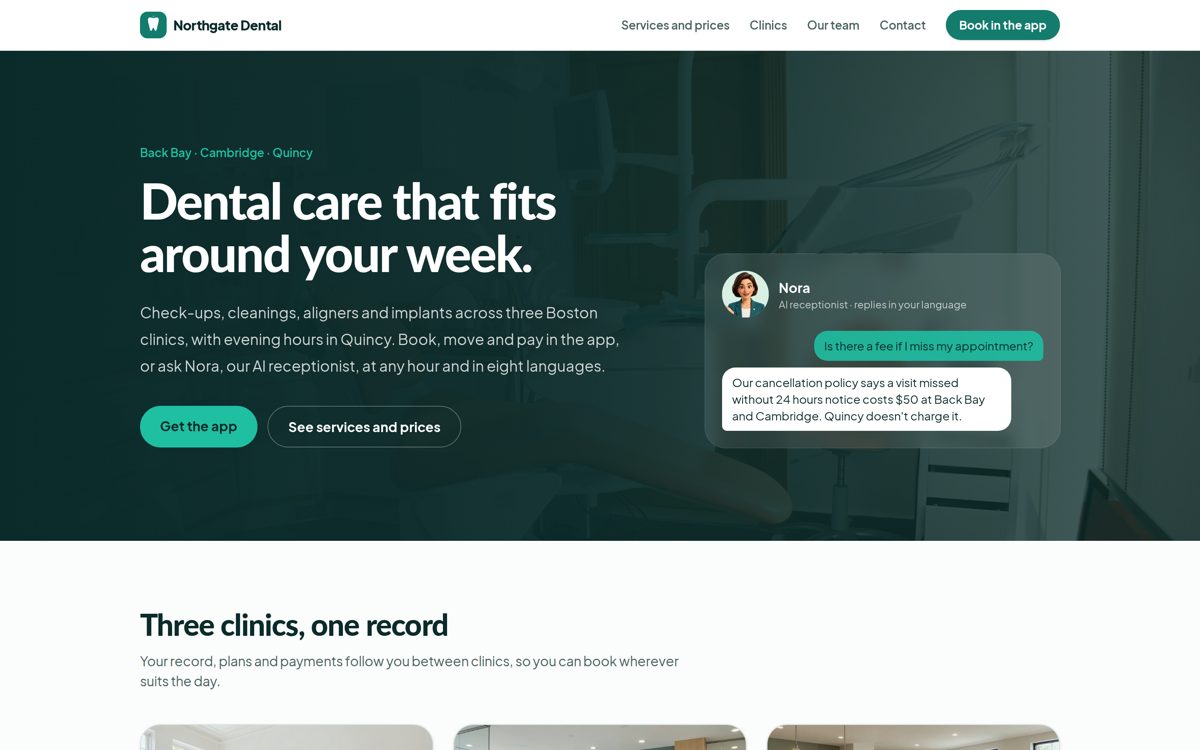 Northgate Dental
Services and prices
Clinics
Our team
Contact
Book in the app
Back Bay · Cambridge · Quincy
Dental care that fits
around your week.
Check-ups, cleanings, aligners and implants across three Boston
clinics, with evening hours in Quincy. Book, move and pay in the app,
or ask Nora, our AI receptionist, at any hour and in eight languages.
Get the app
See services and prices
Nora
AI receptionist · replies in your language
Is there a fee if I miss my appointment?
Our cancellation policy says a visit missed
without 24 hours notice costs $50 at Back Bay
and Cambridge. Quincy doesn't charge it.
Three clinics, one record
Your record, plans and payments follow you between clinics, so you can book wherever
suits the day.